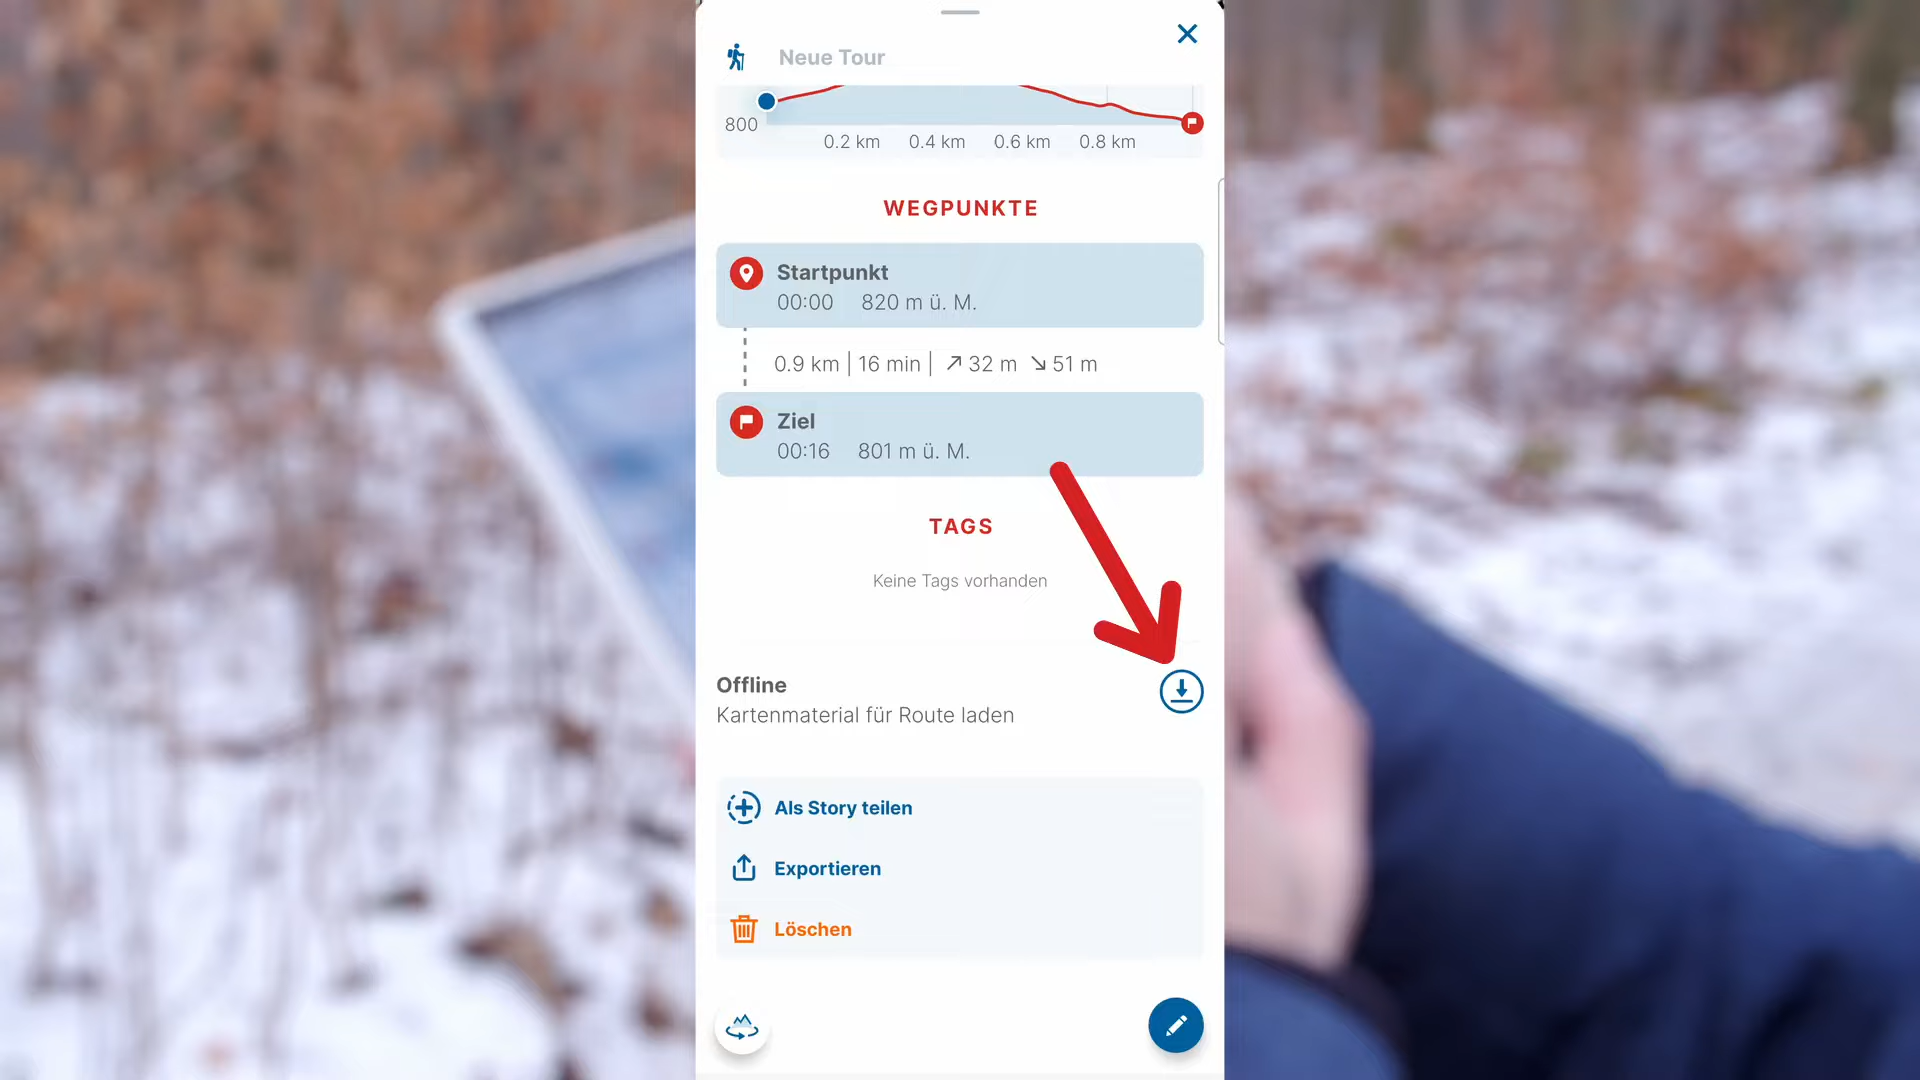 Neue Tour
800
0.2 km 0.4 km 0.6 km 0.8 km
WEGPUNKTE
Startpunkt
00:00 820 m ü. M.
0.9 km | 16 min | ↗ 32 m ↘ 51 m
Ziel
00:16 801 m ü. M.
TAGS
Keine Tags vorhanden
Offline
Kartenmaterial für Route laden
Als Story teilen
Exportieren
Löschen